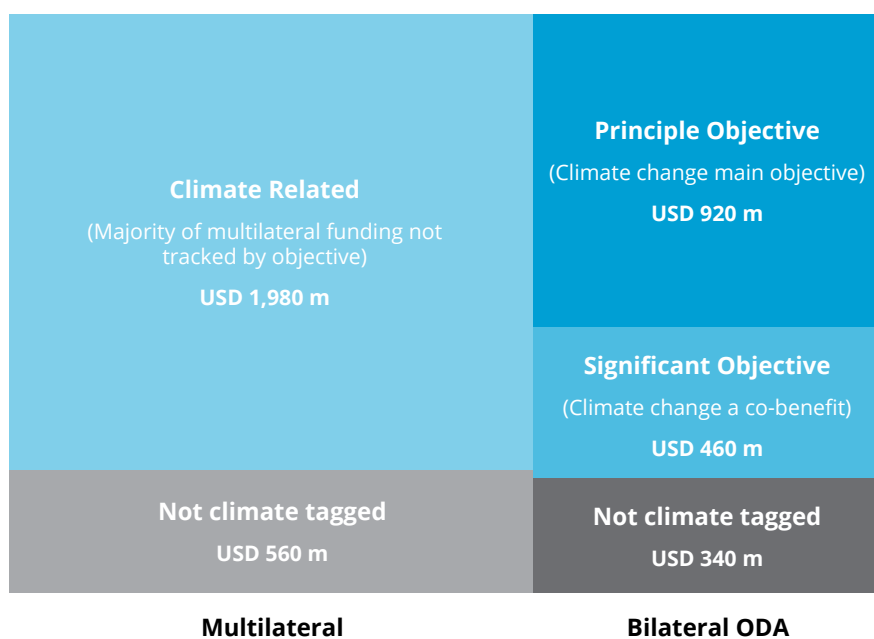 Climate Related
(Majority of multilateral funding not
tracked by objective)
USD 1,980 m
Not climate tagged
USD 560 m
Principle Objective
(Climate change main objective)
USD 920 m
Significant Objective
(Climate change a co-benefit)
USD 460 m
Not climate tagged
USD 340 m
Multilateral
Bilateral ODA